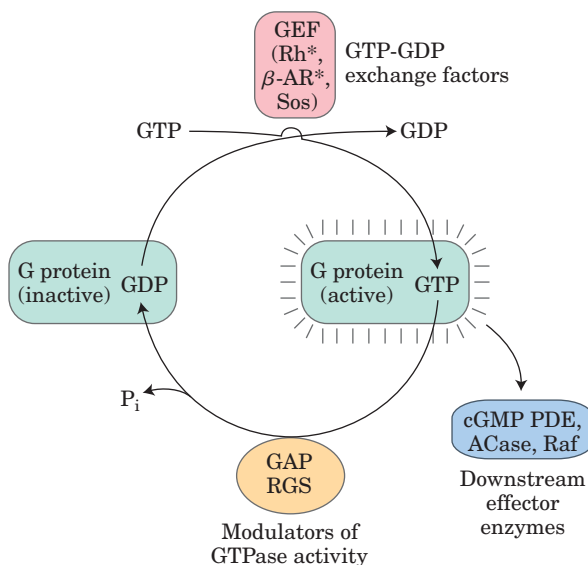 GEF
(Rh*,
β-AR*,
Sos)
GTP-GDP
exchange factors
GTP
GDP
G protein
(inactive)
GDP
G protein
(active)
GTP
Pi
cGMP PDE,
ACase, Raf
GAP
RGS
Downstream
effector
enzymes
Modulators of
GTPase activity